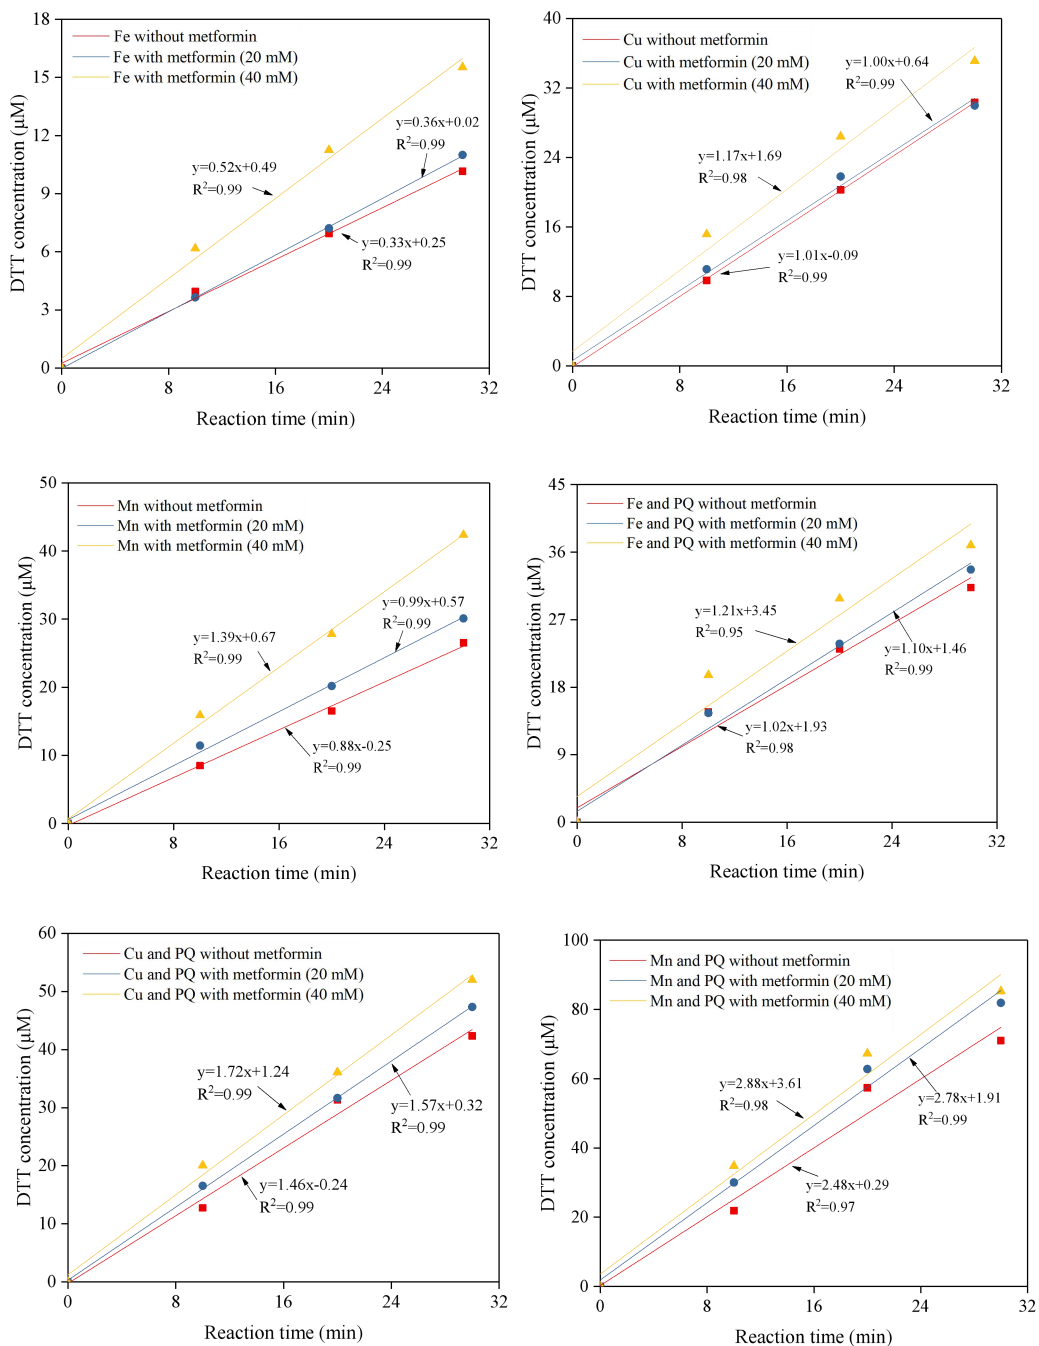 18
15
12
9
6
3
0
DTT concentration (μM)
Fe without metformin
Fe with metformin (20 mM)
Fe with metformin (40 mM)
y=0.36x+0.02
R²=0.99
y=0.52x+0.49
R²=0.99
y=0.33x+0.25
R²=0.99
0 8 16 24 32
Reaction time (min)
40
32
24
16
8
0
DTT concentration (μM)
Cu without metformin
Cu with metformin (20 mM)
Cu with metformin (40 mM)
y=1.00x+0.64
R²=0.99
y=1.17x+1.69
R²=0.98
y=1.01x-0.09
R²=0.99
0 8 16 24 32
Reaction time (min)
50
40
30
20
10
0
DTT concentration (μM)
Mn without metformin
Mn with metformin (20 mM)
Mn with metformin (40 mM)
y=0.99x+0.57
R²=0.99
y=1.39x+0.67
R²=0.99
y=0.88x-0.25
R²=0.99
0 8 16 24 32
Reaction time (min)
45
36
27
18
9
0
DTT concentration (μM)
Fe and PQ without metformin
Fe and PQ with metformin (20 mM)
Fe and PQ with metformin (40 mM)
y=1.21x+3.45
R²=0.95
y=1.10x+1.46
R²=0.99
y=1.02x+1.93
R²=0.98
0 8 16 24 32
Reaction time (min)
60
50
40
30
20
10
0
DTT concentration (μM)
Cu and PQ without metformin
Cu and PQ with metformin (20 mM)
Cu and PQ with metformin (40 mM)
y=1.72x+1.24
R²=0.99
y=1.57x+0.32
R²=0.99
y=1.46x-0.24
R²=0.99
0 8 16 24 32
Reaction time (min)
100
80
60
40
20
0
DTT concentration (μM)
Mn and PQ without metformin
Mn and PQ with metformin (20 mM)
Mn and PQ with metformin (40 mM)
y=2.88x+3.61
R²=0.98
y=2.78x+1.91
R²=0.99
y=2.48x+0.29
R²=0.97
0 8 16 24 32
Reaction time (min)